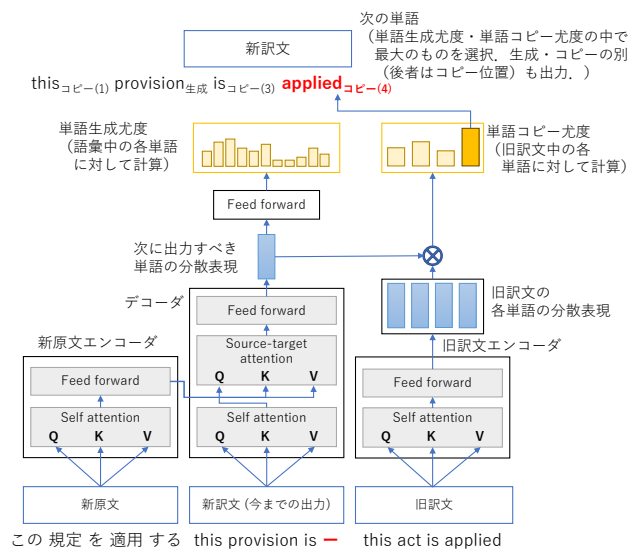 次の単語
（単語生成尤度・単語コピー尤度の中で
最大のものを選択．生成・コピーの別
（後者はコピー位置）も出力．）
新訳文
thisコピー(1) provision生成 isコピー(3) appliedコピー(4)
単語生成尤度
（語彙中の各単語
に対して計算）
単語コピー尤度
（旧訳文中の各
単語に対して計算）
Feed forward
次に出力すべき
単語の分散表現
旧訳文の
各単語の分散表現
デコーダ
Feed forward
Source-target
attention
Q K V
Self attention
Q K V
新原文エンコーダ
Feed forward
Self attention
Q K V
旧訳文エンコーダ
Feed forward
Self attention
Q K V
新原文
新訳文 (今までの出力)
旧訳文
この 規定 を 適用 する
this provision is ー
this act is applied